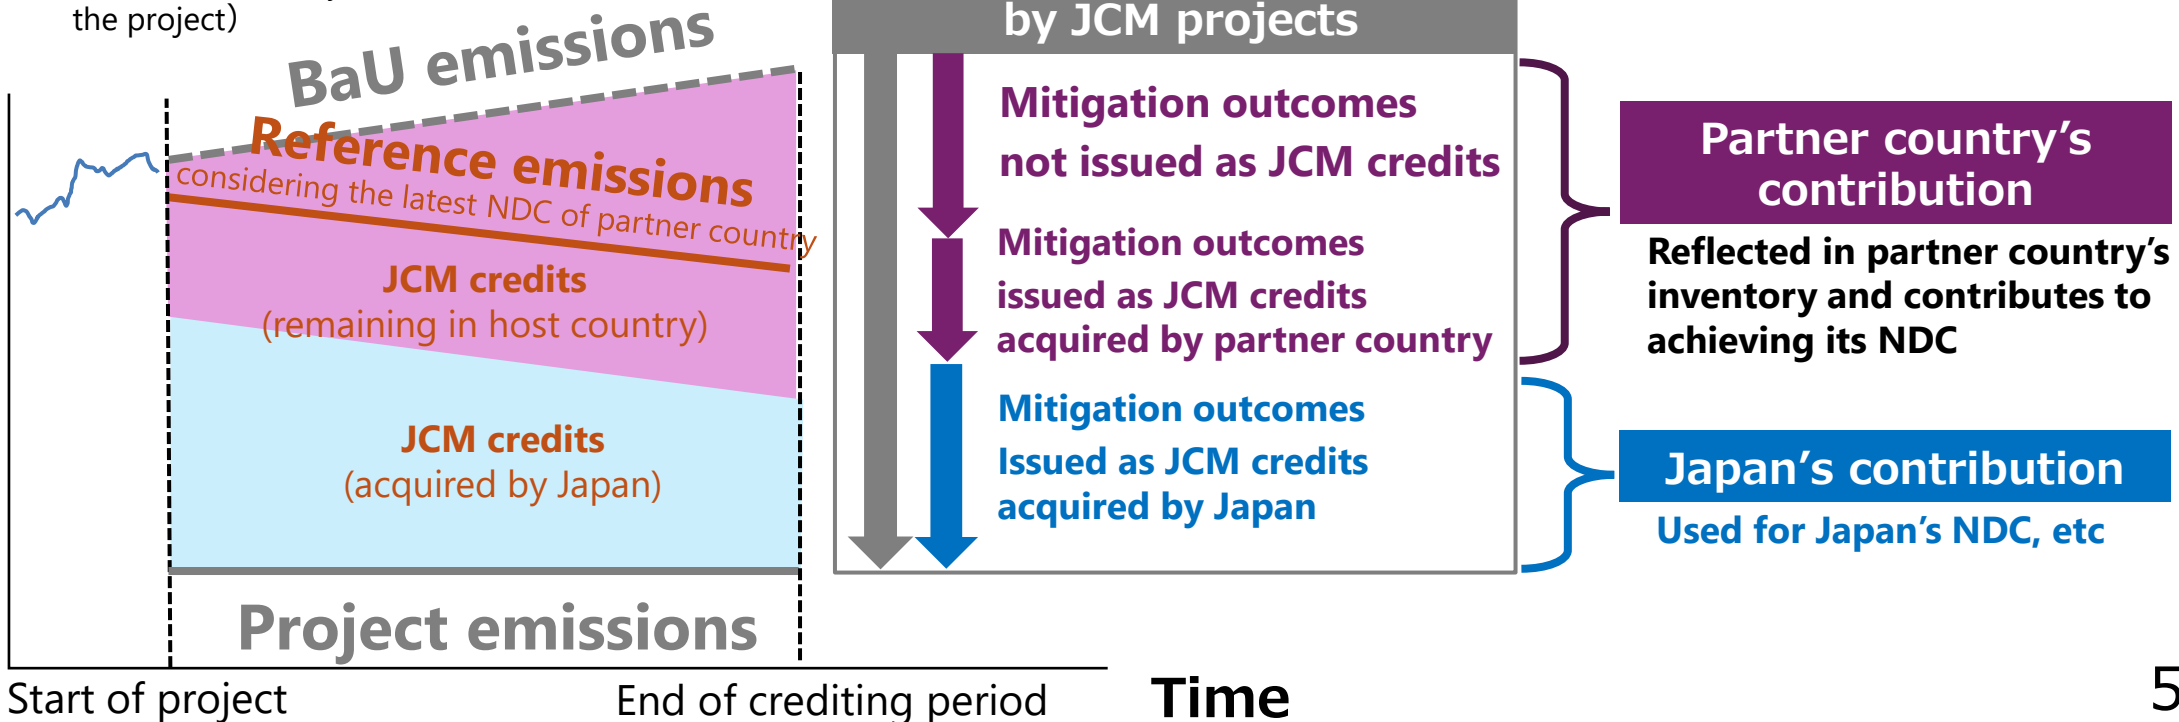 the project)
BaU emissions
Reference emissions
considering the latest NDC of partner country
JCM credits
(remaining in host country)
JCM credits
(acquired by Japan)
Project emissions
Start of project
End of crediting period
Time
by JCM projects
Mitigation outcomes
not issued as JCM credits
Mitigation outcomes
issued as JCM credits
acquired by partner country
Mitigation outcomes
Issued as JCM credits
acquired by Japan
Partner country's
contribution
Reflected in partner country's
inventory and contributes to
achieving its NDC
Japan's contribution
Used for Japan's NDC, etc
5